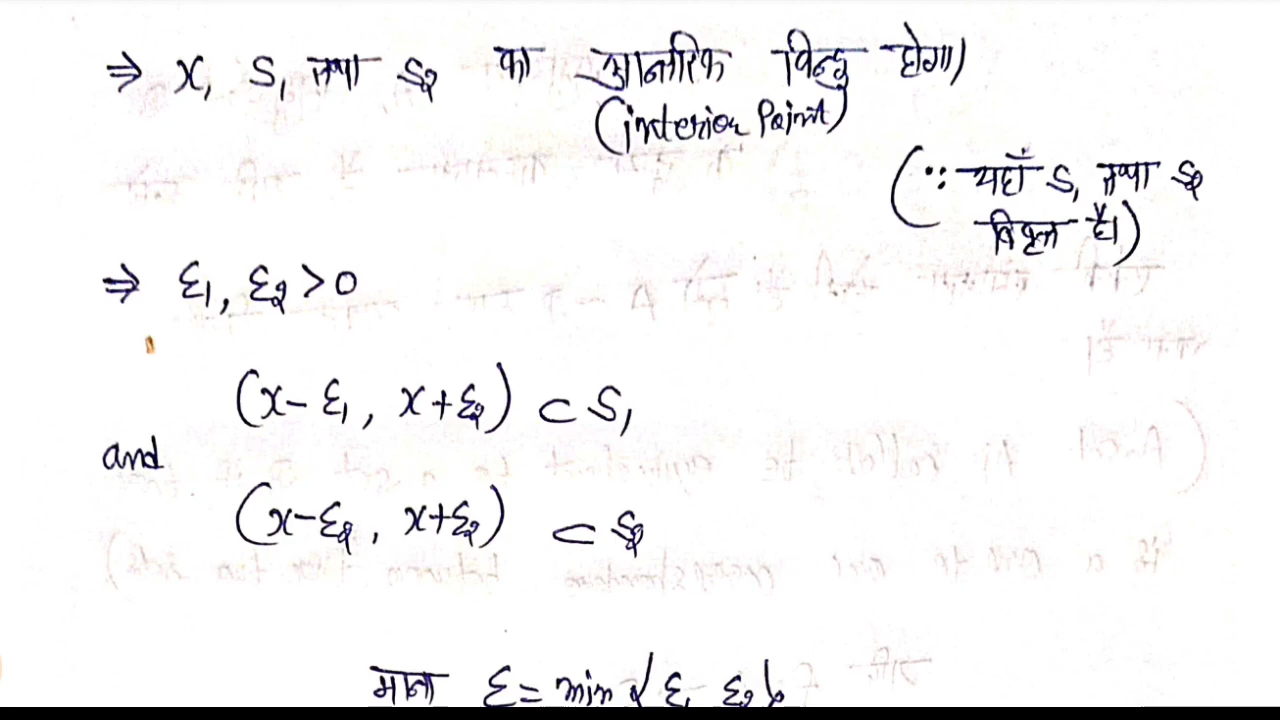 ⇒ x, S₁ तथा S₂ का आन्तरिक विन्दु होगा।
(interior Point)
(∵ यहाँ S₁ तथा S₂
विवृत्त है।)
⇒ ε₁, ε₂ > 0
(x-ε₁, x+ε₂) ⊂ S₁
and
(x-ε₂, x+ε₂) ⊂ S₂
माना ε = min { ε₁ ε₂ }